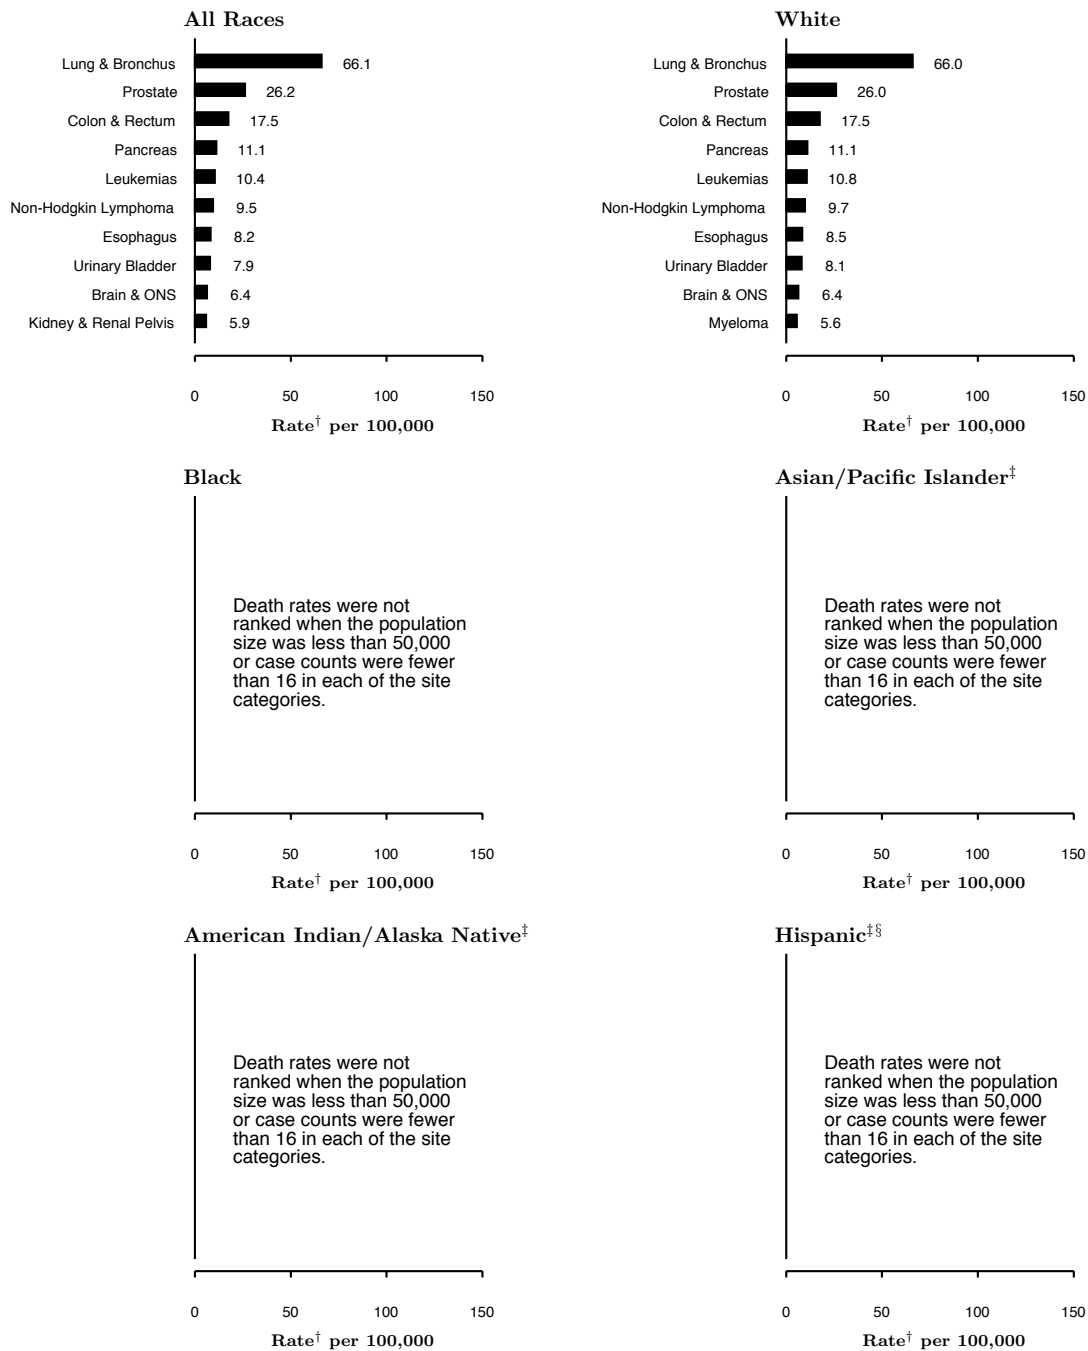 All Races
Lung & Bronchus 66.1
Prostate 26.2
Colon & Rectum 17.5
Pancreas 11.1
Leukemias 10.4
Non-Hodgkin Lymphoma 9.5
Esophagus 8.2
Urinary Bladder 7.9
Brain & ONS 6.4
Kidney & Renal Pelvis 5.9
0 50 100 150
Rate† per 100,000
White
Lung & Bronchus 66.0
Prostate 26.0
Colon & Rectum 17.5
Pancreas 11.1
Leukemias 10.8
Non-Hodgkin Lymphoma 9.7
Esophagus 8.5
Urinary Bladder 8.1
Brain & ONS 6.4
Myeloma 5.6
0 50 100 150
Rate† per 100,000
Black
Death rates were not
ranked when the population
size was less than 50,000
or case counts were fewer
than 16 in each of the site
categories.
0 50 100 150
Rate† per 100,000
Asian/Pacific Islander‡
Death rates were not
ranked when the population
size was less than 50,000
or case counts were fewer
than 16 in each of the site
categories.
0 50 100 150
Rate† per 100,000
American Indian/Alaska Native‡
Death rates were not
ranked when the population
size was less than 50,000
or case counts were fewer
than 16 in each of the site
categories.
0 50 100 150
Rate† per 100,000
Hispanic‡§
Death rates were not
ranked when the population
size was less than 50,000
or case counts were fewer
than 16 in each of the site
categories.
0 50 100 150
Rate† per 100,000